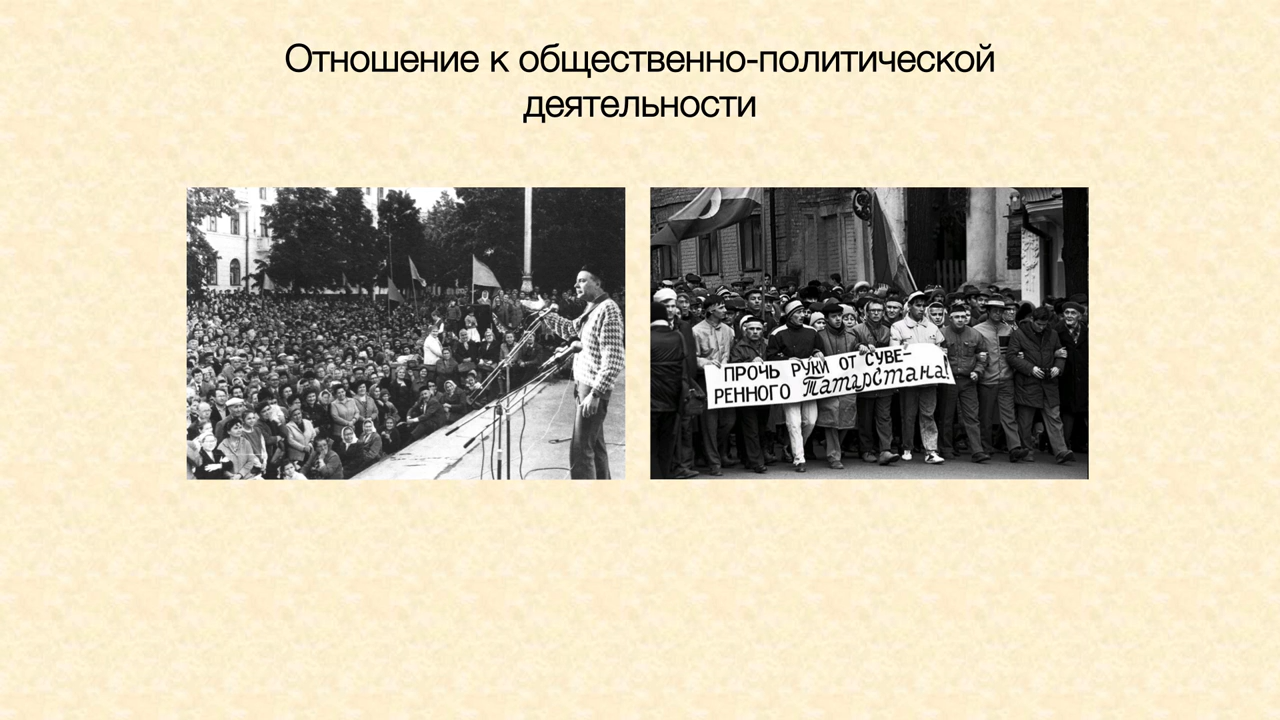 Отношение к общественно-политической
деятельности
ПРОЧЬ РУКИ ОТ СУВЕ-
РЕННОГО Татарстана!